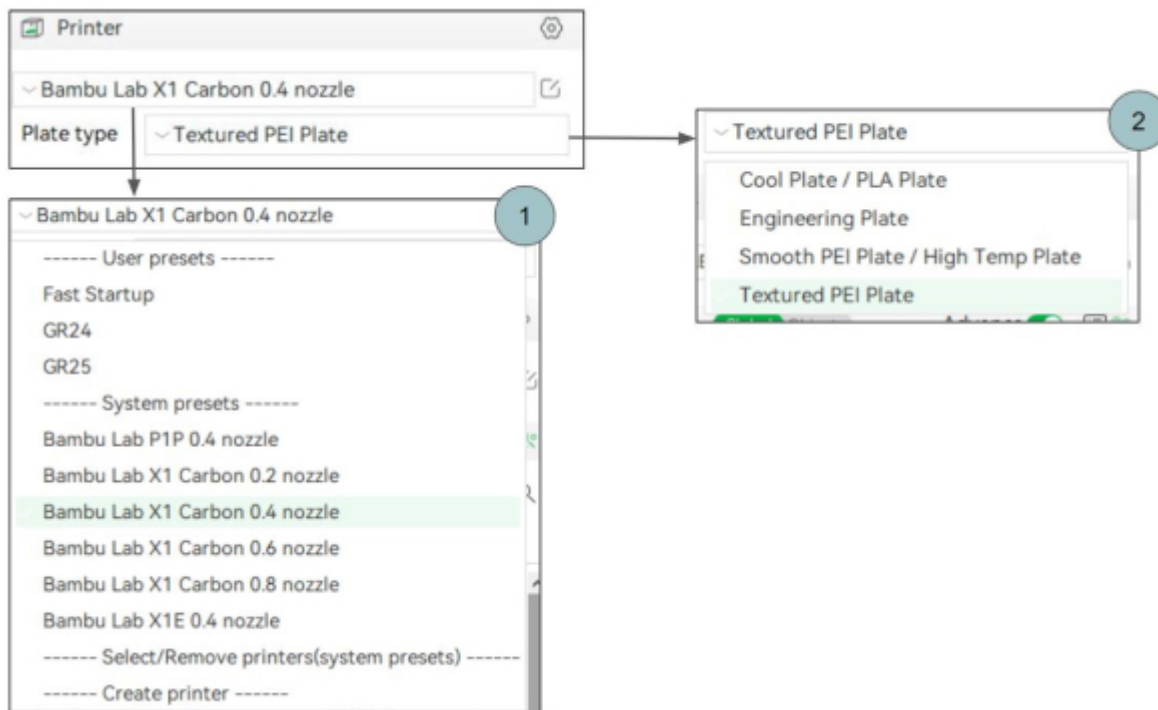 Printer
Bambu Lab X1 Carbon 0.4 nozzle
Plate type
Textured PEI Plate
1
Bambu Lab X1 Carbon 0.4 nozzle
------ User presets ------
Fast Startup
GR24
GR25
------ System presets ------
Bambu Lab P1P 0.4 nozzle
Bambu Lab X1 Carbon 0.2 nozzle
Bambu Lab X1 Carbon 0.4 nozzle
Bambu Lab X1 Carbon 0.6 nozzle
Bambu Lab X1 Carbon 0.8 nozzle
Bambu Lab X1E 0.4 nozzle
------ Select/Remove printers(system presets) ------
------ Create printer ------
2
Textured PEI Plate
Cool Plate / PLA Plate
Engineering Plate
Smooth PEI Plate / High Temp Plate
Textured PEI Plate